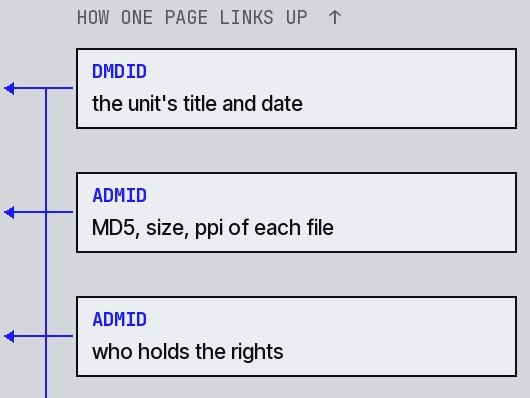 HOW ONE PAGE LINKS UP ↑
DMDID
the unit's title and date
ADMID
MD5, size, ppi of each file
ADMID
who holds the rights